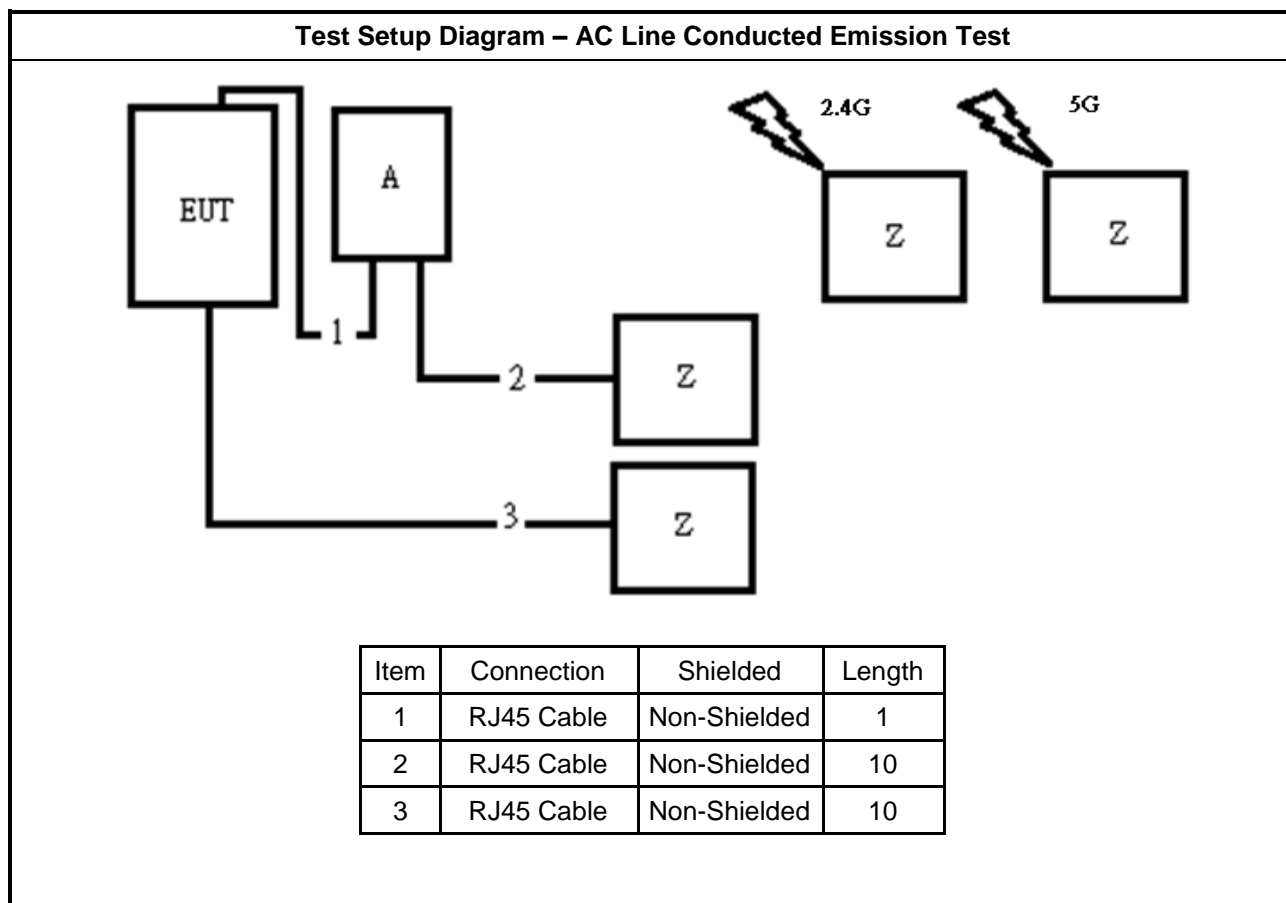 Test Setup Diagram – AC Line Conducted Emission Test
EUT
A
2.4G
5G
Z
Z
1
2
Z
3
Z
Item Connection Shielded Length
1 RJ45 Cable Non-Shielded 1
2 RJ45 Cable Non-Shielded 10
3 RJ45 Cable Non-Shielded 10